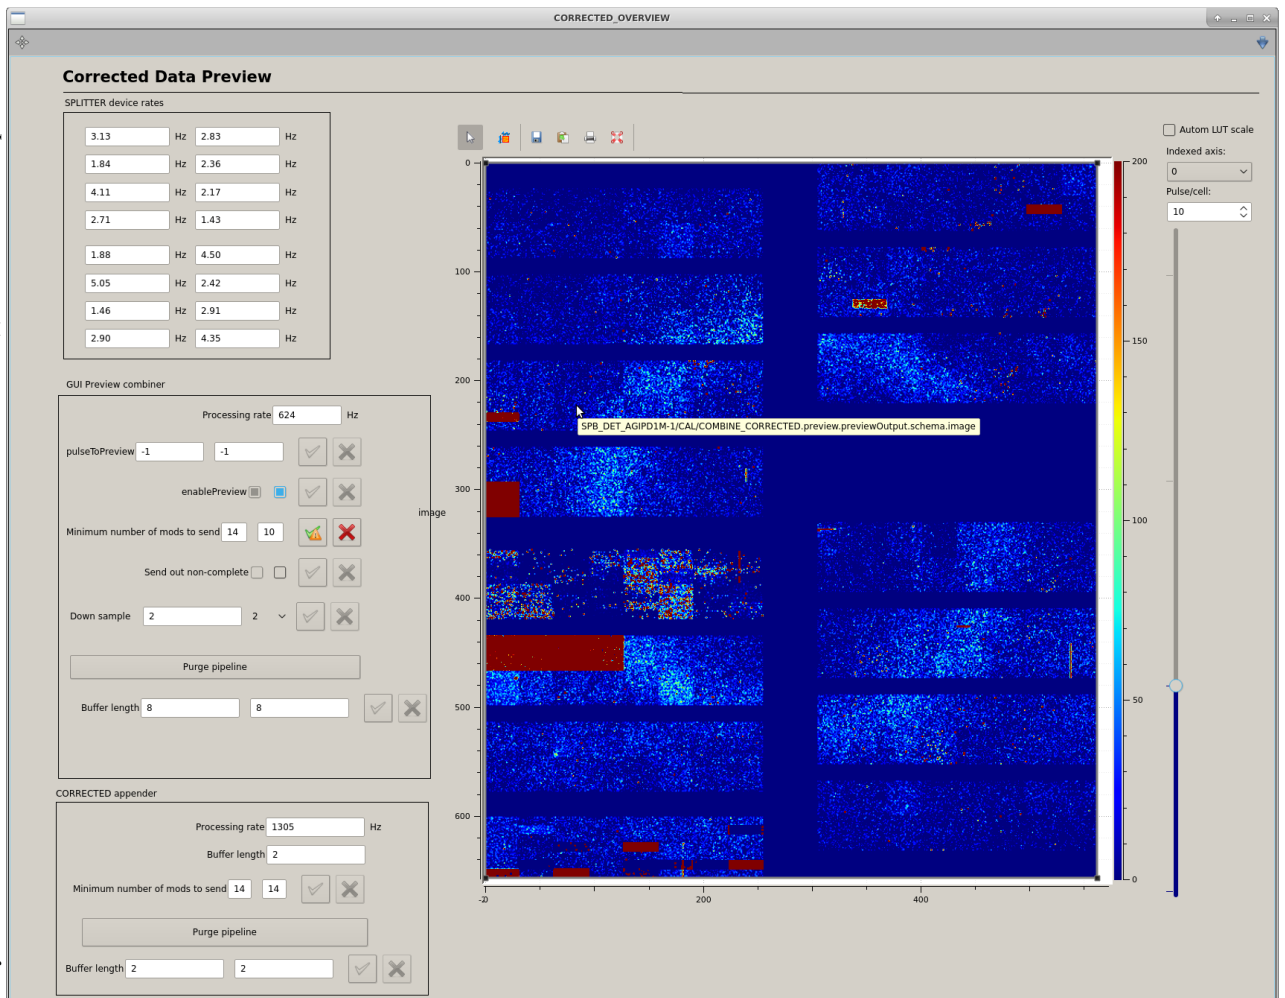 CORRECTED_OVERVIEW
Corrected Data Preview
SPLITTER device rates
3.13 Hz 2.83 Hz
1.84 Hz 2.36 Hz
4.11 Hz 2.17 Hz
2.71 Hz 1.43 Hz
1.88 Hz 4.50 Hz
5.05 Hz 2.42 Hz
1.46 Hz 2.91 Hz
2.90 Hz 4.35 Hz
GUI Preview combiner
Processing rate 624 Hz
pulseToPreview -1 -1
enablePreview
Minimum number of mods to send 14 10
Send out non-complete
Down sample 2 2
Purge pipeline
Buffer length 8 8
CORRECTED appender
Processing rate 1305 Hz
Buffer length 2
Minimum number of mods to send 14 14
Purge pipeline
Buffer length 2 2
image
0
100
200
300
400
500
600
200
400
SPB_DET_AGIPD1M-1/CAL/COMBINE_CORRECTED.preview.previewOutput.schema.image
200
150
100
50
0
Autom LUT scale
Indexed axis:
0
Pulse/cell:
10